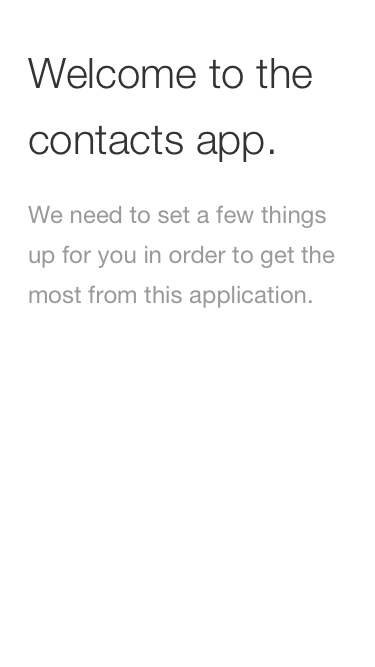 Welcome to the
contacts app.
We need to set a few things
up for you in order to get the
most from this application.